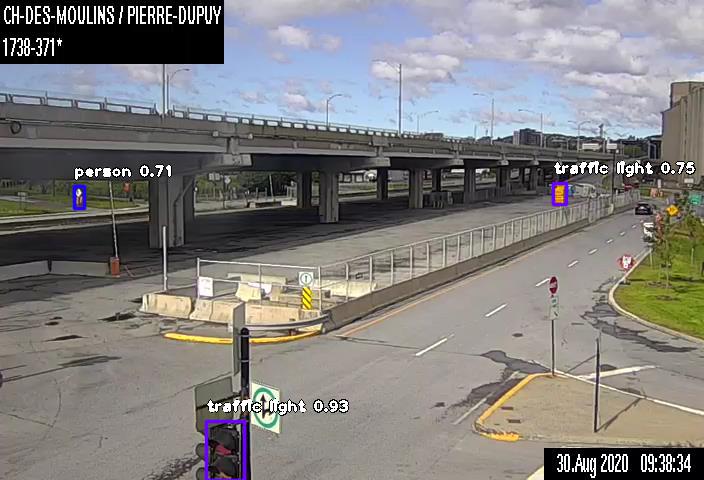 CH-DES-MOULINS / PIERRE-DUPUY
1738-371*
person 0.71
traffic light 0.75
traffic light 0.93
30.Aug 2020 09:38:34